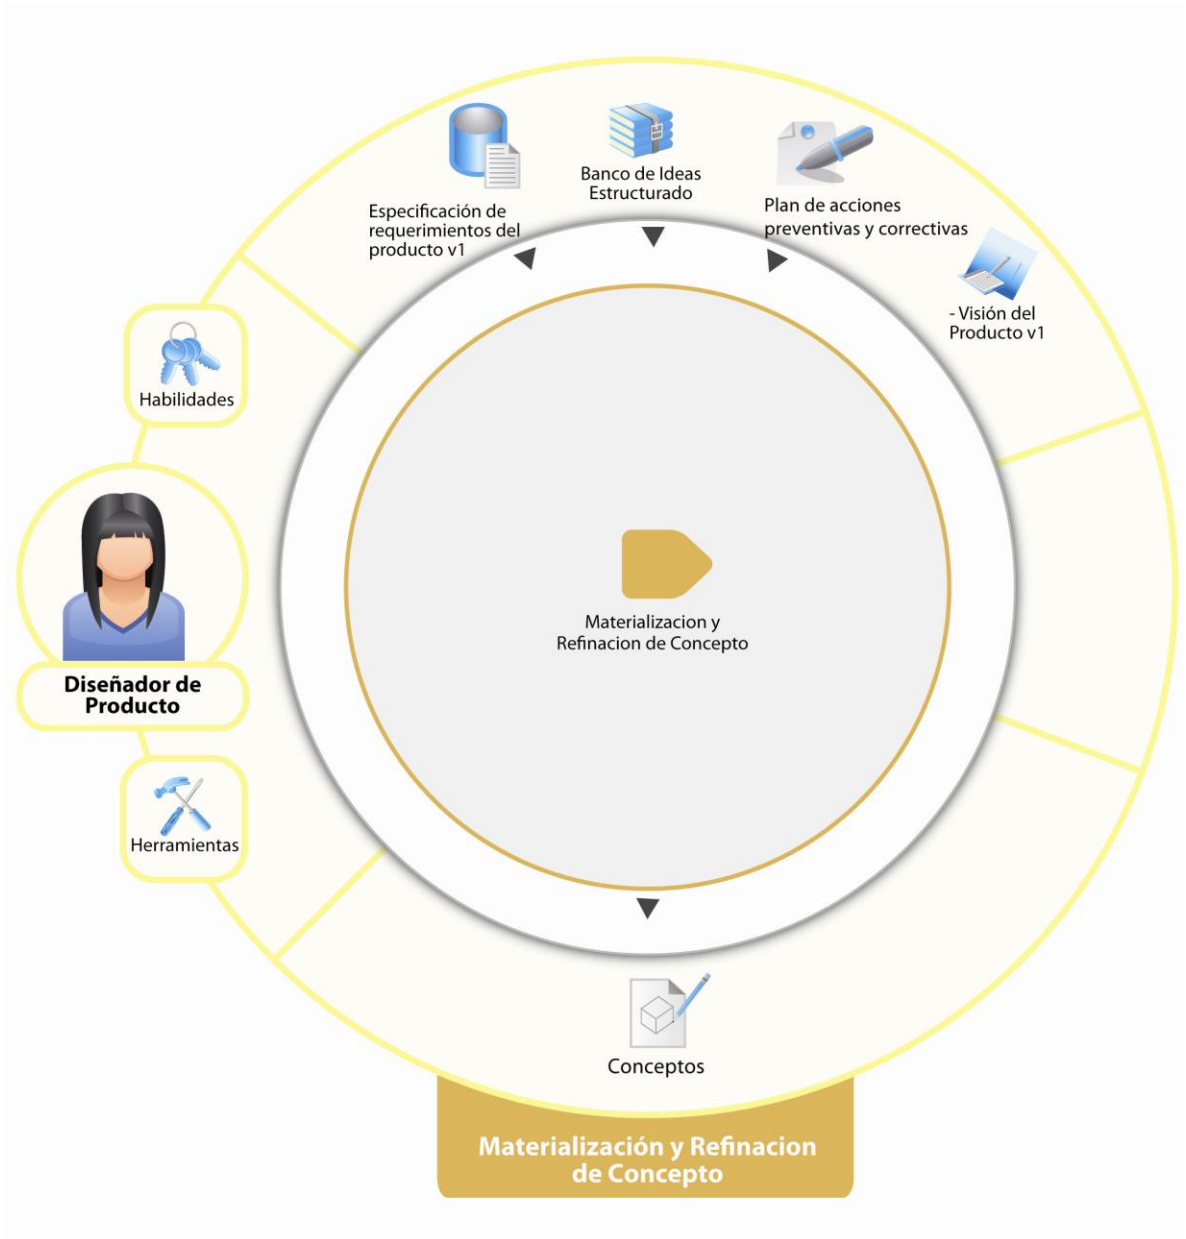 Banco de Ideas
Estructurado
Especificación de
requerimientos del
producto v1
Plan de acciones
preventivas y correctivas
- Visión del
Producto v1
Habilidades
Diseñador de
Producto
Herramientas
Materializacion y
Refinacion de Concepto
Conceptos
Materialización y Refinacion
de Concepto